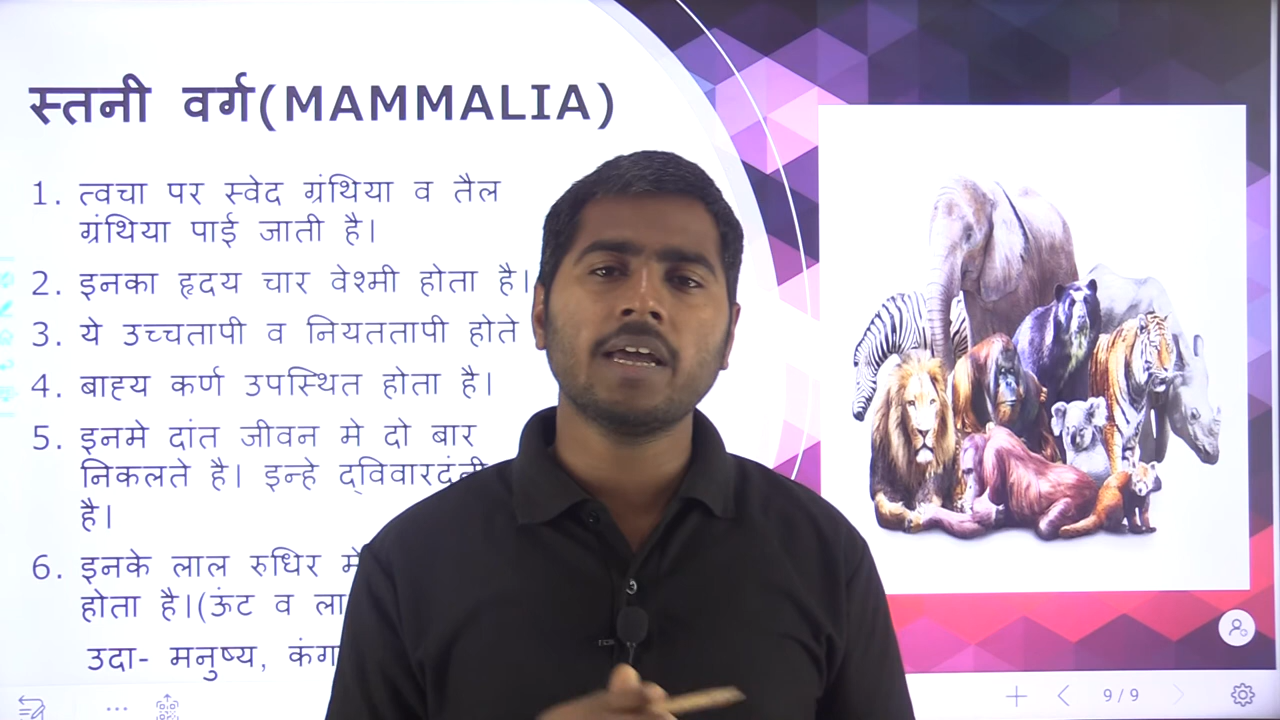 स्तनी वर्ग(MAMMALIA)
1. त्वचा पर स्वेद ग्रंथिया व तैल
ग्रंथिया पाई जाती है।
2. इनका हृदय चार वेश्मी होता है।
3. ये उच्चतापी व नियततापी होते
4. बाह्य कर्ण उपस्थित होता है।
5. इनमे दांत जीवन मे दो बार
निकलते है। इन्हे
है।
6. इनके लाल रुधिर
होता है।(ऊंट व
उदा- मनुष्य,
9/9